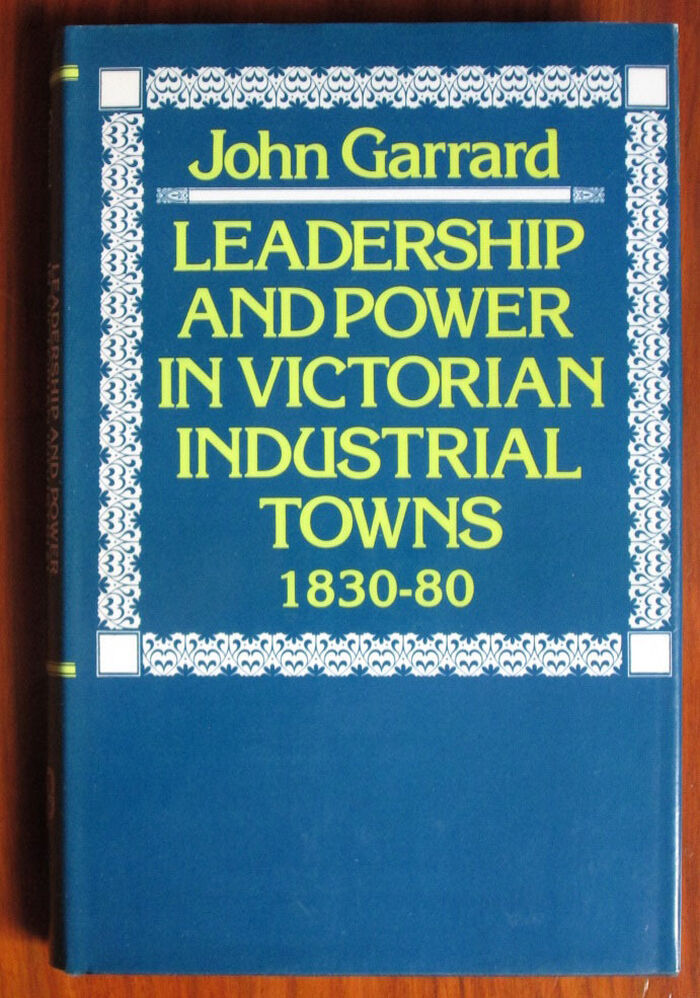 John Garrard
LEADERSHIP
AND POWER
IN VICTORIAN
INDUSTRIAL
TOWNS
1830-80
LEADERSHIP AND POWER